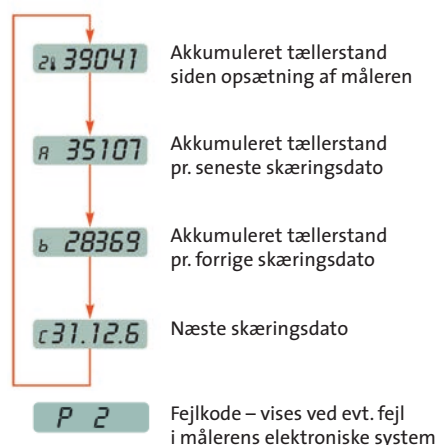 2 39041
Akkumuleret tællerstand
siden opsætning af måleren
A 35107
Akkumuleret tællerstand
pr. seneste skæringsdato
b 28369
Akkumuleret tællerstand
pr. forrige skæringsdato
c31.12.6
Næste skæringsdato
P 2
Fejlkode – vises ved evt. fejl
i målerens elektroniske system